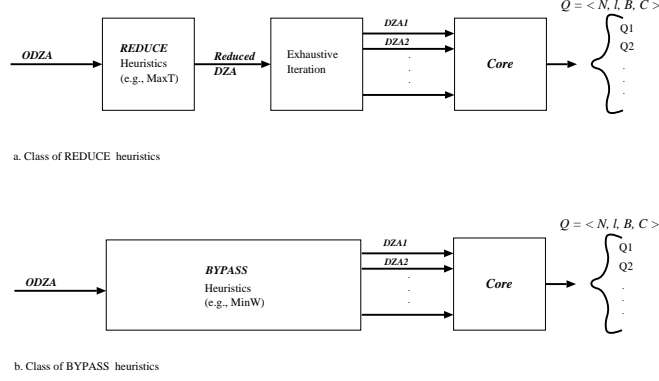 Q = < N, l, B, C >
ODZA
REDUCE
Heuristics
(e.g., MaxT)
Reduced
DZA
Exhaustive
Iteration
DZA1
DZA2
.
.
.
Core
Q1
Q2
.
.
.
a. Class of REDUCE heuristics
Q = < N, l, B, C >
ODZA
BYPASS
Heuristics
(e.g., MinW)
DZA1
DZA2
.
.
.
Core
Q1
Q2
.
.
.
b. Class of BYPASS heuristics